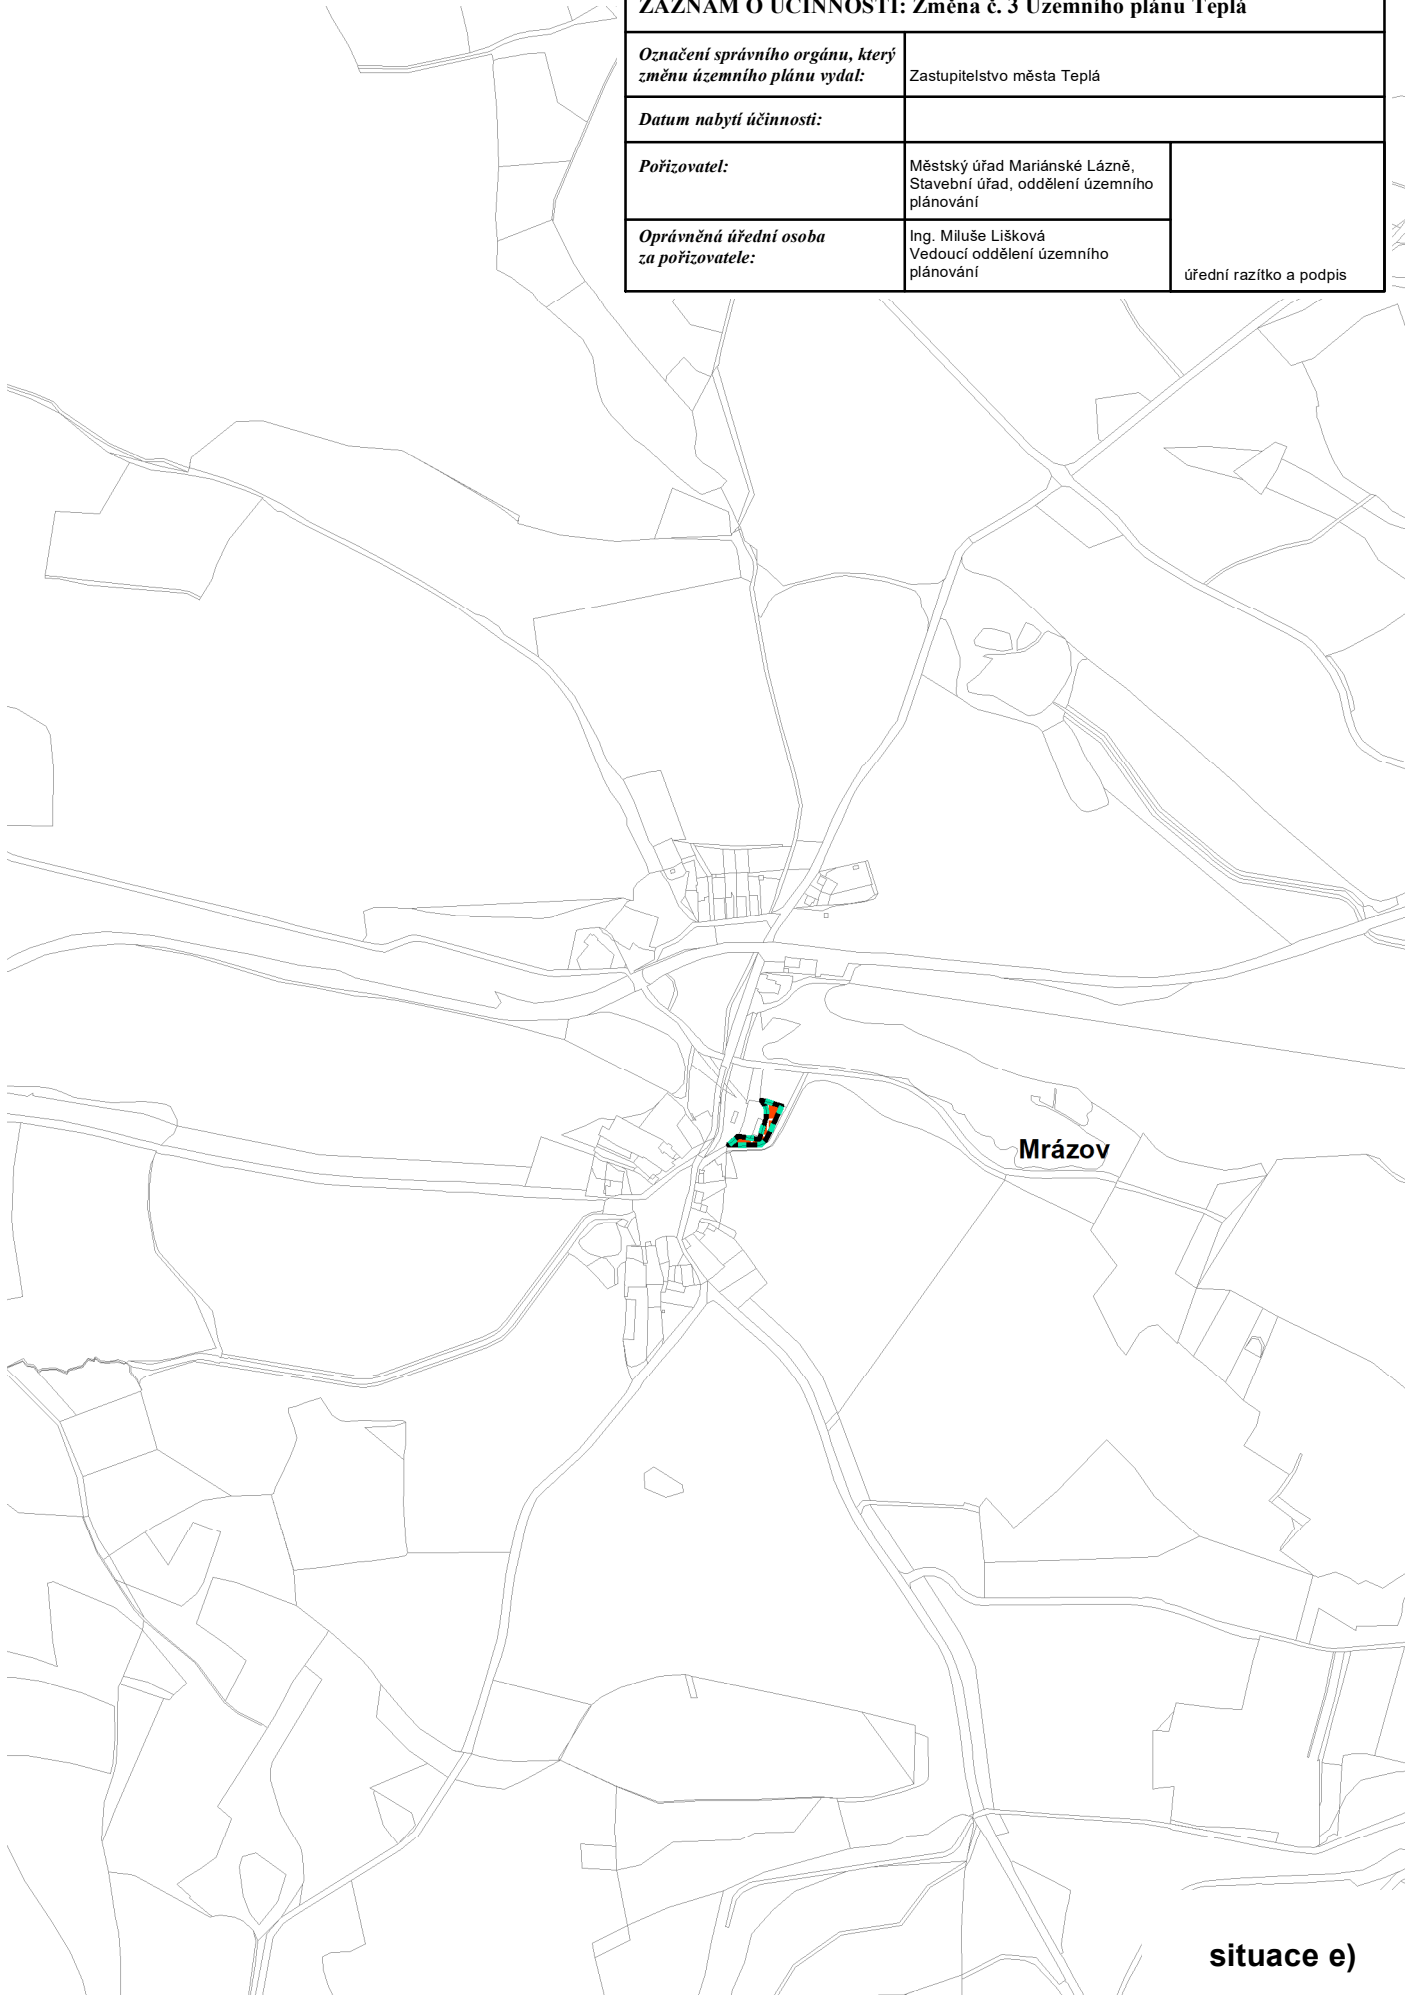 ZÁZNAM O ÚČINNOSTI: Změna č. 3 Územního plánu Teplá
Označení správního orgánu, který
změnu územního plánu vydal:
Zastupitelstvo města Teplá
Datum nabytí účinnosti:
Pořizovatel:
Městský úřad Mariánské Lázně,
Stavební úřad, oddělení územního
plánování
Oprávněná úřední osoba
za pořizovatele:
Ing. Miluše Lišková
Vedoucí oddělení územního
plánování
úřední razítko a podpis
Mrázov
situace e)